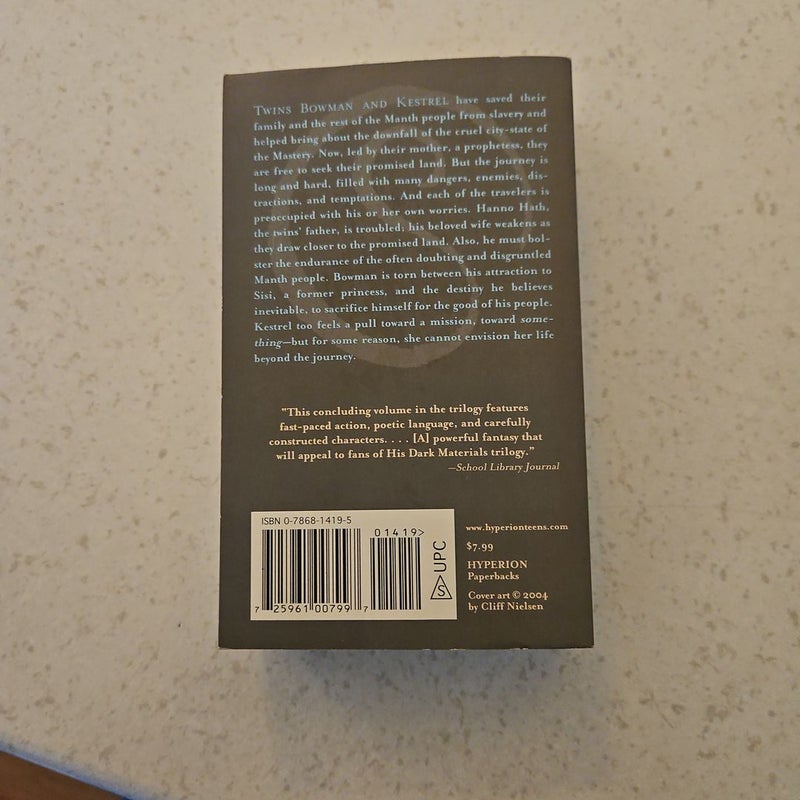 TWINS BOWMAN AND KESTREL have saved their
family and the rest of the Manth people from slavery and
helped bring about the downfall of the cruel city-state of
the Mastery. Now, led by their mother, a prophetess, they
are free to seek their promised land. But the journey is
long and hard, filled with many dangers, enemies, dis-
tractions, and temptations. And each of the travelers is
preoccupied with his or her own worries. Hanno Hath,
the twins' father, is troubled; his beloved wife weakens as
they draw closer to the promised land. Also, he must bol-
ster the endurance of the often doubting and disgruntled
Manth people. Bowman is torn between his attraction to
Sisi, a former princess, and the destiny he believes
inevitable, to sacrifice himself for the good of his people.
Kestrel too feels a pull toward a mission, toward some-
thing—but for some reason, she cannot envision her life
beyond the journey.
"This concluding volume in the trilogy features
fast-paced action, poetic language, and carefully
constructed characters. . . . [A] powerful fantasy that
will appeal to fans of His Dark Materials trilogy."
—School Library Journal
ISBN 0-7868-1419-5
01419>
7 25961 00799 7
S UPC
www.hyperionteens.com
$7.99
HYPERION
Paperbacks
Cover art © 2004
by Cliff Nielsen